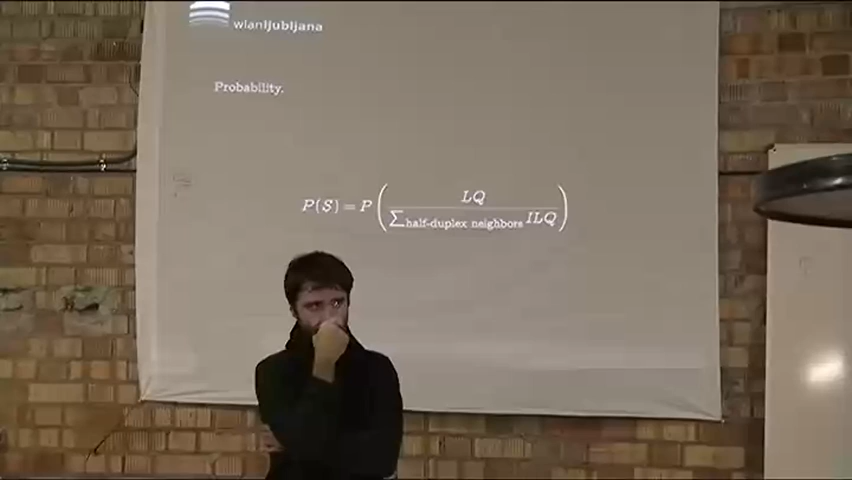 wlanljubljana
Probability.
P(S) = P ( LQ / ∑half-duplex neighbors ILQ )